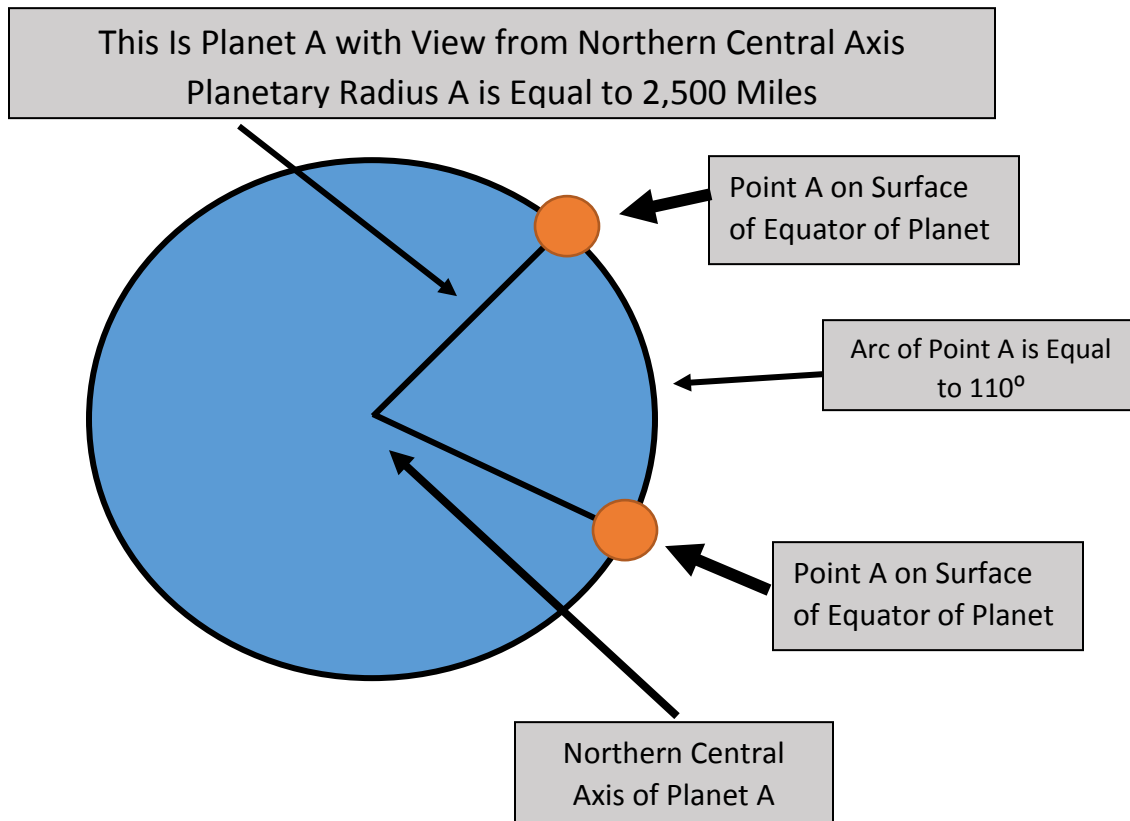 This Is Planet A with View from Northern Central Axis
Planetary Radius A is Equal to 2,500 Miles
Point A on Surface
of Equator of Planet
Arc of Point A is Equal
to 110⁰
Point A on Surface
of Equator of Planet
Northern Central
Axis of Planet A